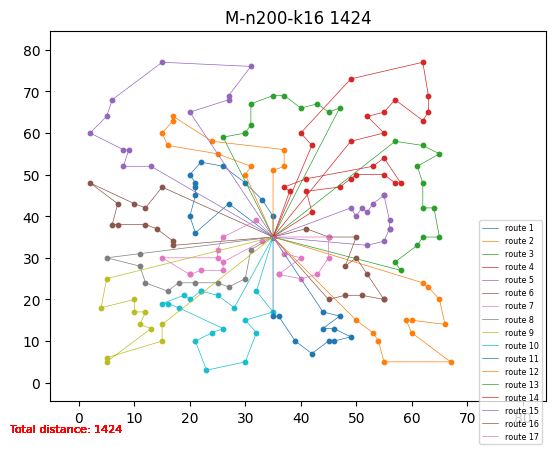 M-n200-k16 1424
80
70
60
50
40
30
20
10
0
0 10 20 30 40 50 60 70 80
route 1
route 2
route 3
route 4
route 5
route 6
route 7
route 8
route 9
route 10
route 11
route 12
route 13
route 14
route 15
route 16
route 17
Total distance: 1424